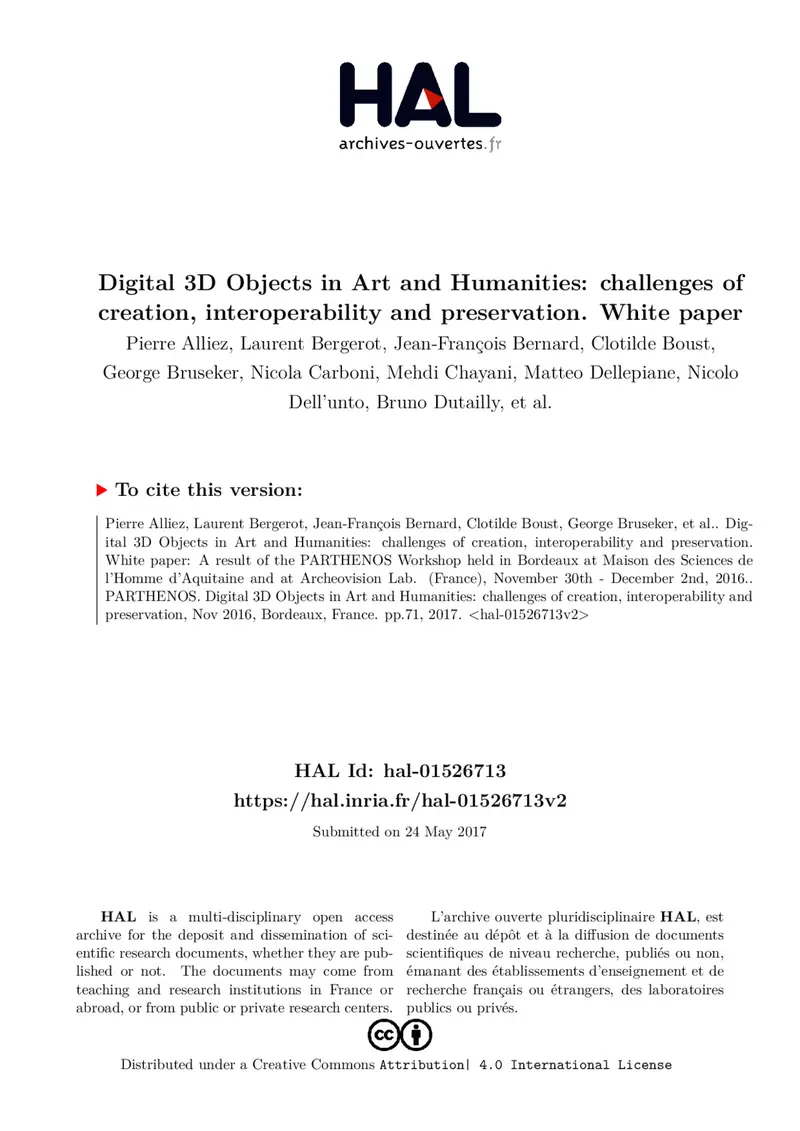 HAL
archives-ouvertes.fr
Digital 3D Objects in Art and Humanities: challenges of
creation, interoperability and preservation. White paper
Pierre Alliez, Laurent Bergerot, Jean-François Bernard, Clotilde Boust,
George Bruseker, Nicola Carboni, Mehdi Chayani, Matteo Dellepiane, Nicolo
Dell'unto, Bruno Dutailly, et al.
To cite this version:
Pierre Alliez, Laurent Bergerot, Jean-François Bernard, Clotilde Boust, George Bruseker, et al.. Dig-
ital 3D Objects in Art and Humanities: challenges of creation, interoperability and preservation.
White paper: A result of the PARTHENOS Workshop held in Bordeaux at Maison des Sciences de
l'Homme d'Aquitaine and at Archeovision Lab. (France), November 30th - December 2nd, 2016..
PARTHENOS. Digital 3D Objects in Art and Humanities: challenges of creation, interoperability and
preservation, Nov 2016, Bordeaux, France. pp.71, 2017. <hal-01526713v2>
HAL Id: hal-01526713
https://hal.inria.fr/hal-01526713v2
Submitted on 24 May 2017
HAL is a multi-disciplinary open access
archive for the deposit and dissemination of sci-
entific research documents, whether they are pub-
lished or not. The documents may come from
teaching and research institutions in France or
abroad, or from public or private research centers.
L'archive ouverte pluridisciplinaire HAL, est
destinée au dépôt et à la diffusion de documents
scientifiques de niveau recherche, publiés ou non,
émanant des établissements d'enseignement et de
recherche français ou étrangers, des laboratoires
publics ou privés.
cc
Distributed under a Creative Commons Attribution| 4.0 International License